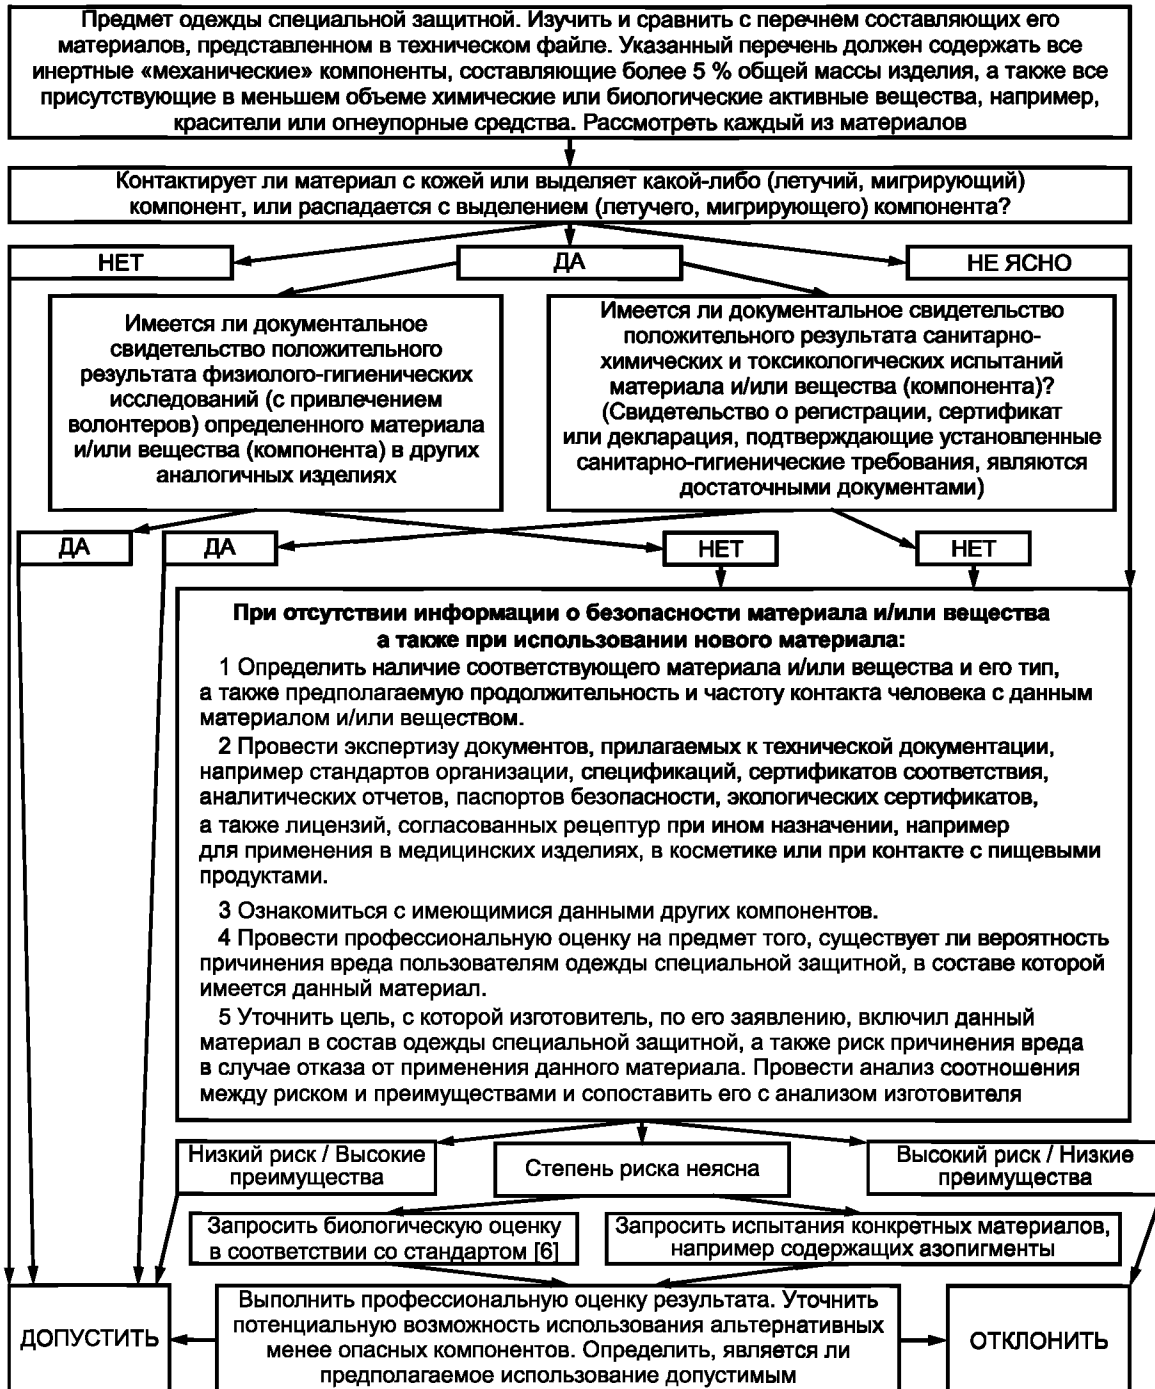 Предмет одежды специальной защитной. Изучить и сравнить с перечнем составляющих его
материалов, представленном в техническом файле. Указанный перечень должен содержать все
инертные «механические» компоненты, составляющие более 5 % общей массы изделия, а также все
присутствующие в меньшем объеме химические или биологические активные вещества, например,
красители или огнеупорные средства. Рассмотреть каждый из материалов
Контактирует ли материал с кожей или выделяет какой-либо (летучий, мигрирующий)
компонент, или распадается с выделением (летучего, мигрирующего) компонента?
НЕТ
ДА
НЕ ЯСНО
Имеется ли документальное
свидетельство положительного
результата физиолого-гигиенических
исследований (с привлечением
волонтеров) определенного материала
и/или вещества (компонента) в других
аналогичных изделиях
Имеется ли документальное свидетельство
положительного результата санитарно-
химических и токсикологических испытаний
материала и/или вещества (компонента)?
(Свидетельство о регистрации, сертификат
или декларация, подтверждающие установленные
санитарно-гигиенические требования, являются
достаточными документами)
ДА
ДА
НЕТ
НЕТ
При отсутствии информации о безопасности материала и/или вещества
а также при использовании нового материала:
1 Определить наличие соответствующего материала и/или вещества и его тип,
а также предполагаемую продолжительность и частоту контакта человека с данным
материалом и/или веществом.
2 Провести экспертизу документов, прилагаемых к технической документации,
например стандартов организации, спецификаций, сертификатов соответствия,
аналитических отчетов, паспортов безопасности, экологических сертификатов,
а также лицензий, согласованных рецептур при ином назначении, например
для применения в медицинских изделиях, в косметике или при контакте с пищевыми
продуктами.
3 Ознакомиться с имеющимися данными других компонентов.
4 Провести профессиональную оценку на предмет того, существует ли вероятность
причинения вреда пользователям одежды специальной защитной, в составе которой
имеется данный материал.
5 Уточнить цель, с которой изготовитель, по его заявлению, включил данный
материал в состав одежды специальной защитной, а также риск причинения вреда
в случае отказа от применения данного материала. Провести анализ соотношения
между риском и преимуществами и сопоставить его с анализом изготовителя
Низкий риск / Высокие
преимущества
Степень риска неясна
Высокий риск / Низкие
преимущества
Запросить биологическую оценку
в соответствии со стандартом [6]
Запросить испытания конкретных материалов,
например содержащих азопигменты
ДОПУСТИТЬ
Выполнить профессиональную оценку результата. Уточнить
потенциальную возможность использования альтернативных
менее опасных компонентов. Определить, является ли
предполагаемое использование допустимым
ОТКЛОНИТЬ